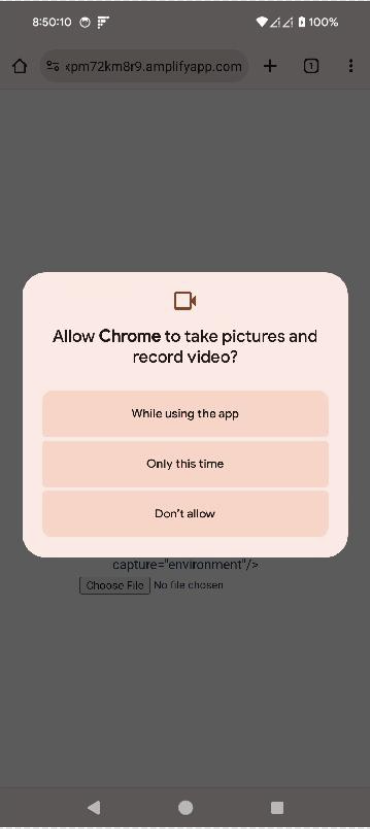 8:50:10
100%
xpm72km8r9.amplifyapp.com
1
Allow Chrome to take pictures and
record video?
While using the app
Only this time
Don't allow
capture="environment"/>
Choose File No file chosen